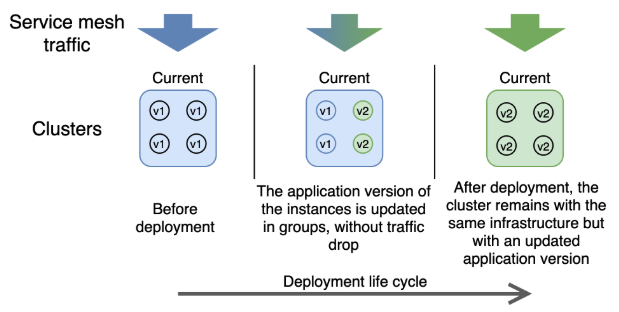 Service mesh
traffic
Current
Current
Current
v1 v1
v1 v1
v1 v2
v1 v2
v2 v2
v2 v2
Clusters
Before
deployment
The application version of
the instances is updated
in groups, without traffic
drop
After deployment, the
cluster remains with the
same infrastructure but
with an updated
application version
Deployment life cycle